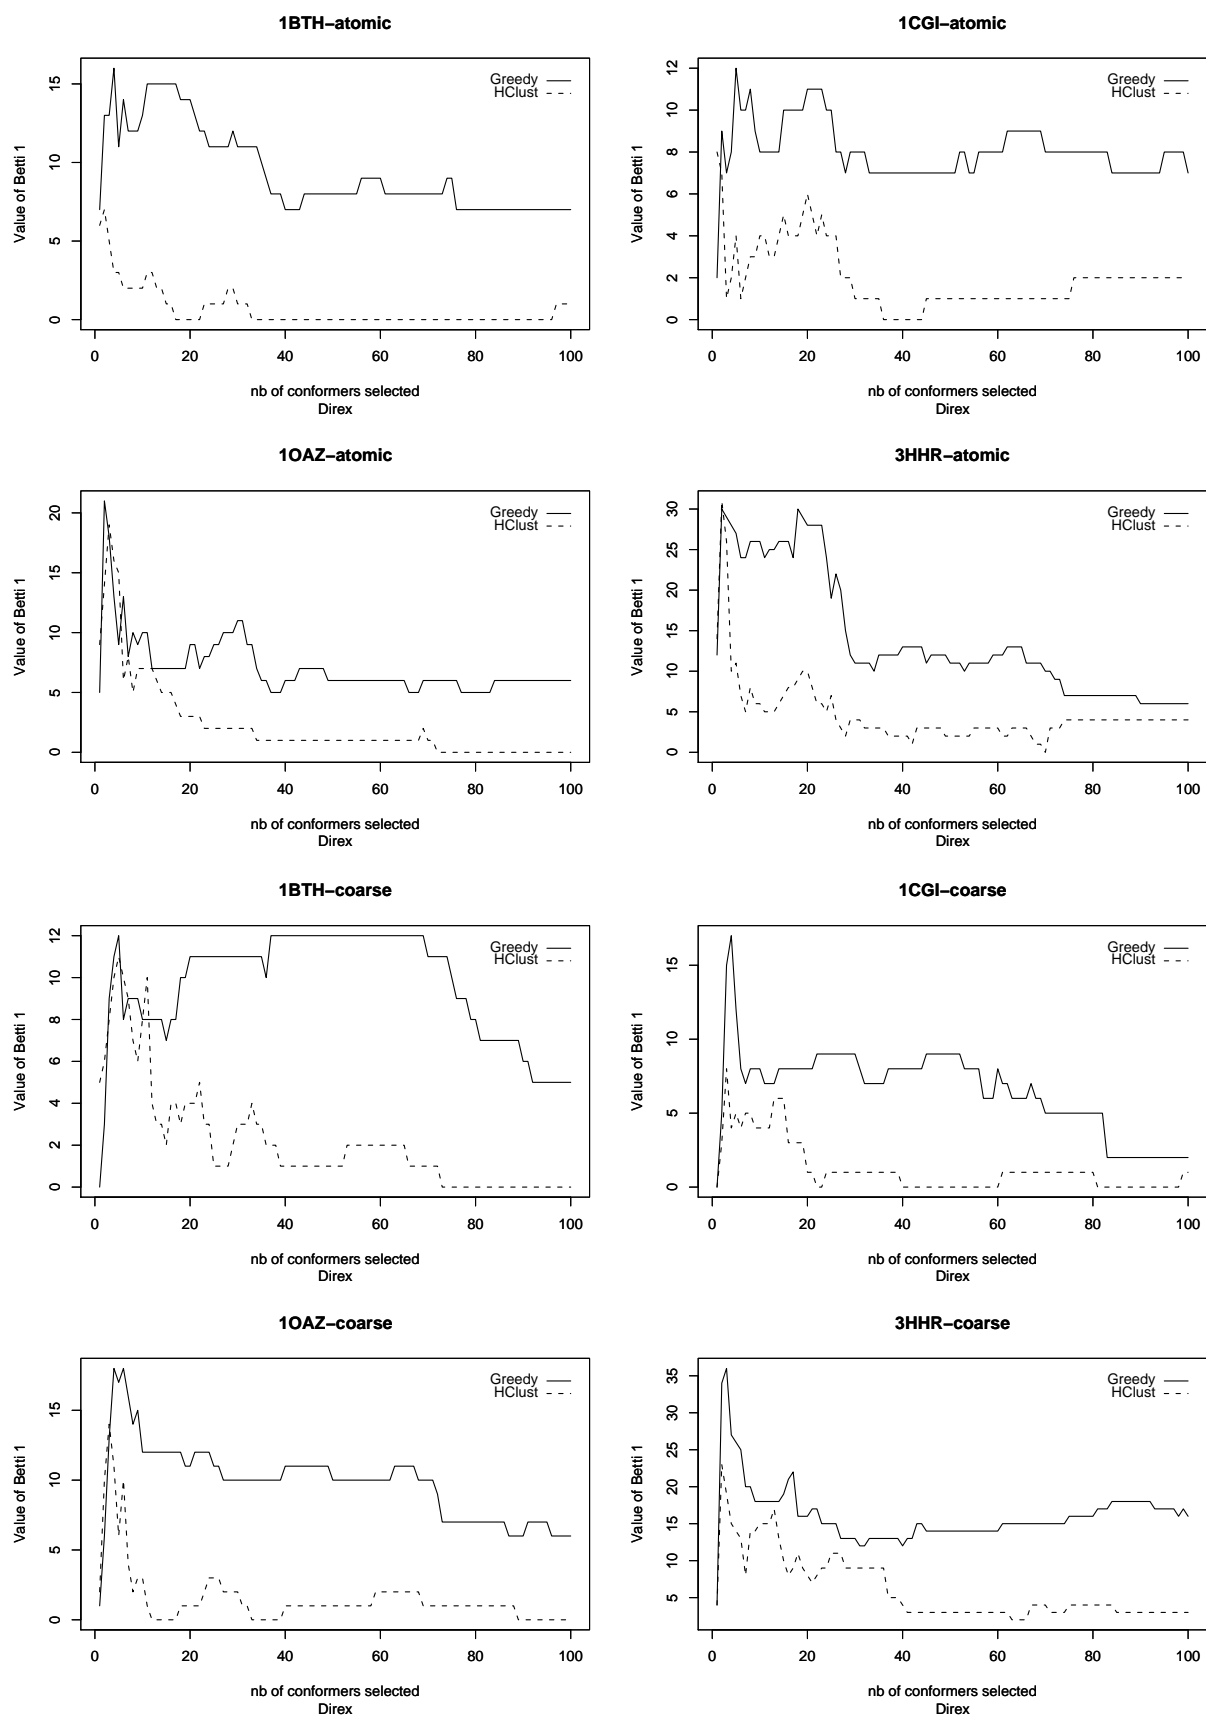 1BTH−atomic
Value of Betti 1
15
10
5
0
Greedy
HClust
0 20 40 60 80 100
nb of conformers selected
Direx
1CGI−atomic
Value of Betti 1
12
10
8
6
4
2
0
Greedy
HClust
0 20 40 60 80 100
nb of conformers selected
Direx
1OAZ−atomic
Value of Betti 1
20
15
10
5
0
Greedy
HClust
0 20 40 60 80 100
nb of conformers selected
Direx
3HHR−atomic
Value of Betti 1
30
25
20
15
10
5
0
Greedy
HClust
0 20 40 60 80 100
nb of conformers selected
Direx
1BTH−coarse
Value of Betti 1
12
10
8
6
4
2
0
Greedy
HClust
0 20 40 60 80 100
nb of conformers selected
Direx
1CGI−coarse
Value of Betti 1
15
10
5
0
Greedy
HClust
0 20 40 60 80 100
nb of conformers selected
Direx
1OAZ−coarse
Value of Betti 1
15
10
5
0
Greedy
HClust
0 20 40 60 80 100
nb of conformers selected
Direx
3HHR−coarse
Value of Betti 1
35
30
25
20
15
10
5
Greedy
HClust
0 20 40 60 80 100
nb of conformers selected
Direx